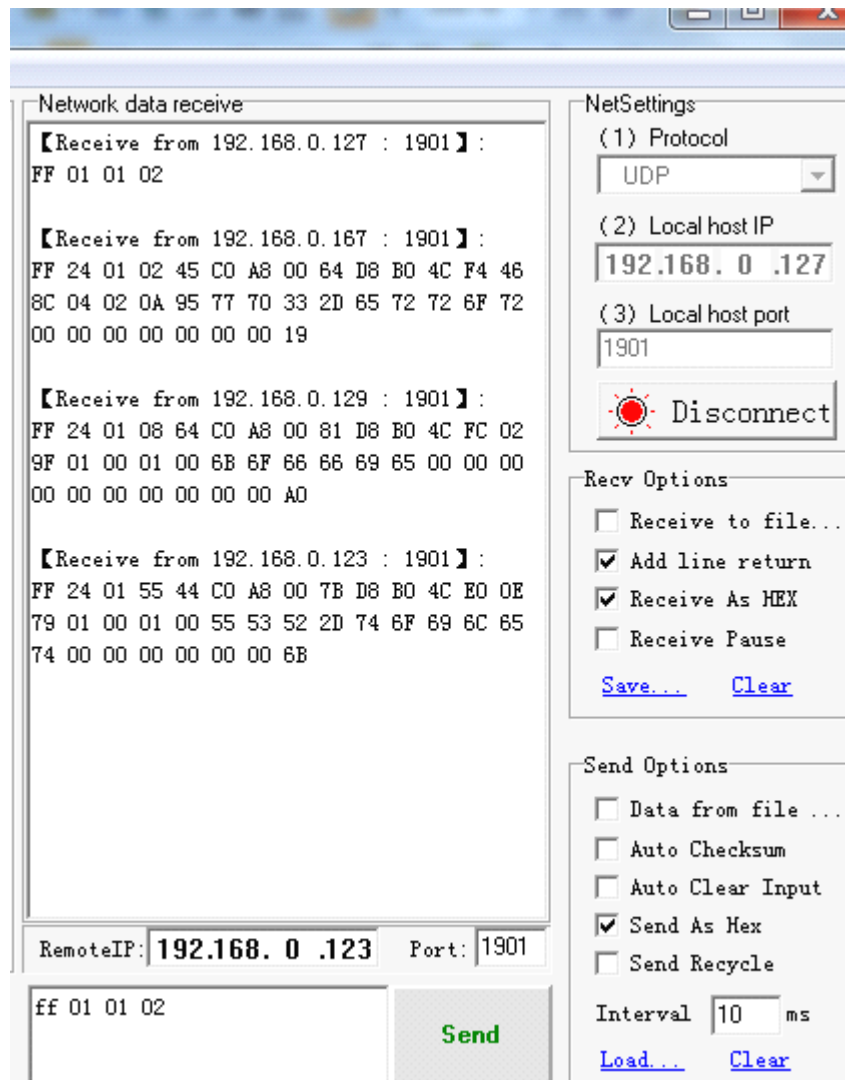 Network data receive
【Receive from 192.168.0.127 : 1901】:
FF 01 01 02
【Receive from 192.168.0.167 : 1901】:
FF 24 01 02 45 C0 A8 00 64 D8 B0 4C F4 46
8C 04 02 0A 95 77 70 33 2D 65 72 72 6F 72
00 00 00 00 00 00 00 19
【Receive from 192.168.0.129 : 1901】:
FF 24 01 08 64 C0 A8 00 81 D8 B0 4C FC 02
9F 01 00 01 00 6B 6F 66 66 69 65 00 00 00
00 00 00 00 00 00 00 A0
【Receive from 192.168.0.123 : 1901】:
FF 24 01 55 44 C0 A8 00 7B D8 B0 4C E0 0E
79 01 00 01 00 55 53 52 2D 74 6F 69 6C 65
74 00 00 00 00 00 00 6B
RemoteIP: 192.168. 0 .123 Port: 1901
ff 01 01 02
Send
NetSettings
(1) Protocol
UDP
(2) Local host IP
192.168. 0 .127
(3) Local host port
1901
Disconnect
Recv Options
Receive to file...
Add line return
Receive As HEX
Receive Pause
Save... Clear
Send Options
Data from file ...
Auto Checksum
Auto Clear Input
Send As Hex
Send Recycle
Interval 10 ms
Load... Clear